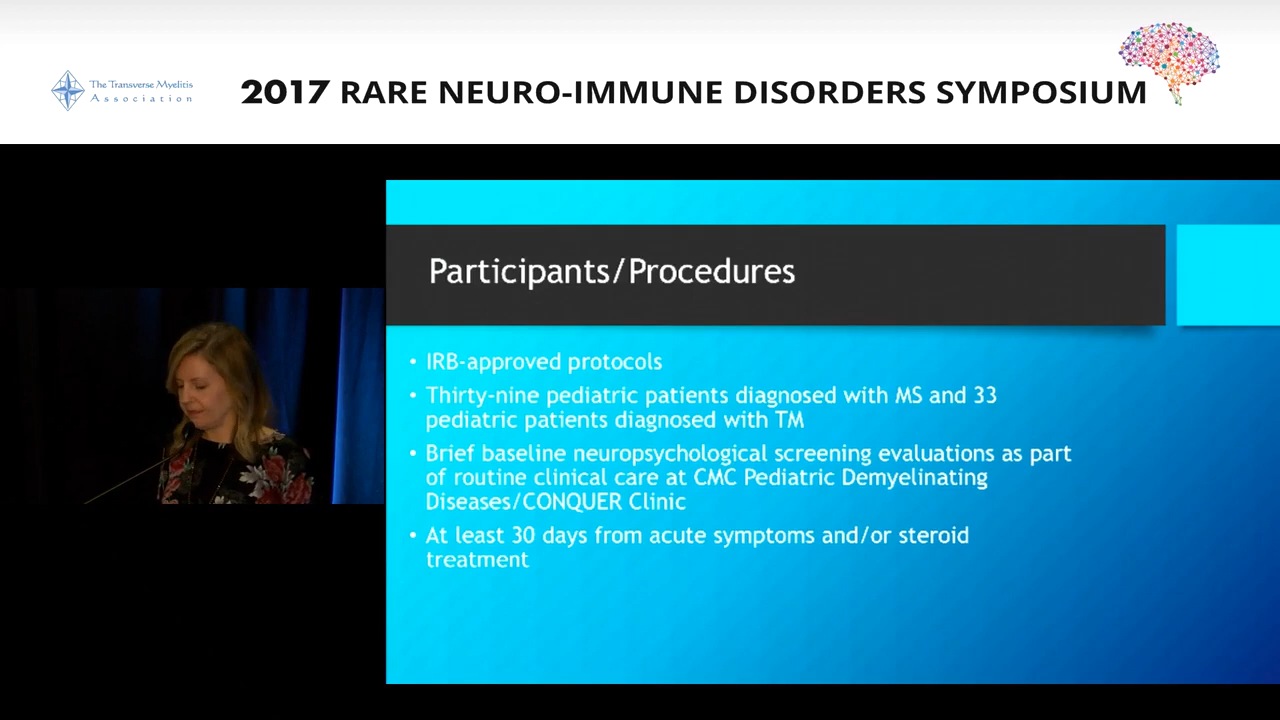 The Transverse Myelitis
Association
2017 RARE NEURO-IMMUNE DISORDERS SYMPOSIUM
Participants/Procedures
• IRB-approved protocols
• Thirty-nine pediatric patients diagnosed with MS and 33
pediatric patients diagnosed with TM
• Brief baseline neuropsychological screening evaluations as part
of routine clinical care at CMC Pediatric Demyelinating
Diseases/CONQUER Clinic
• At least 30 days from acute symptoms and/or steroid
treatment